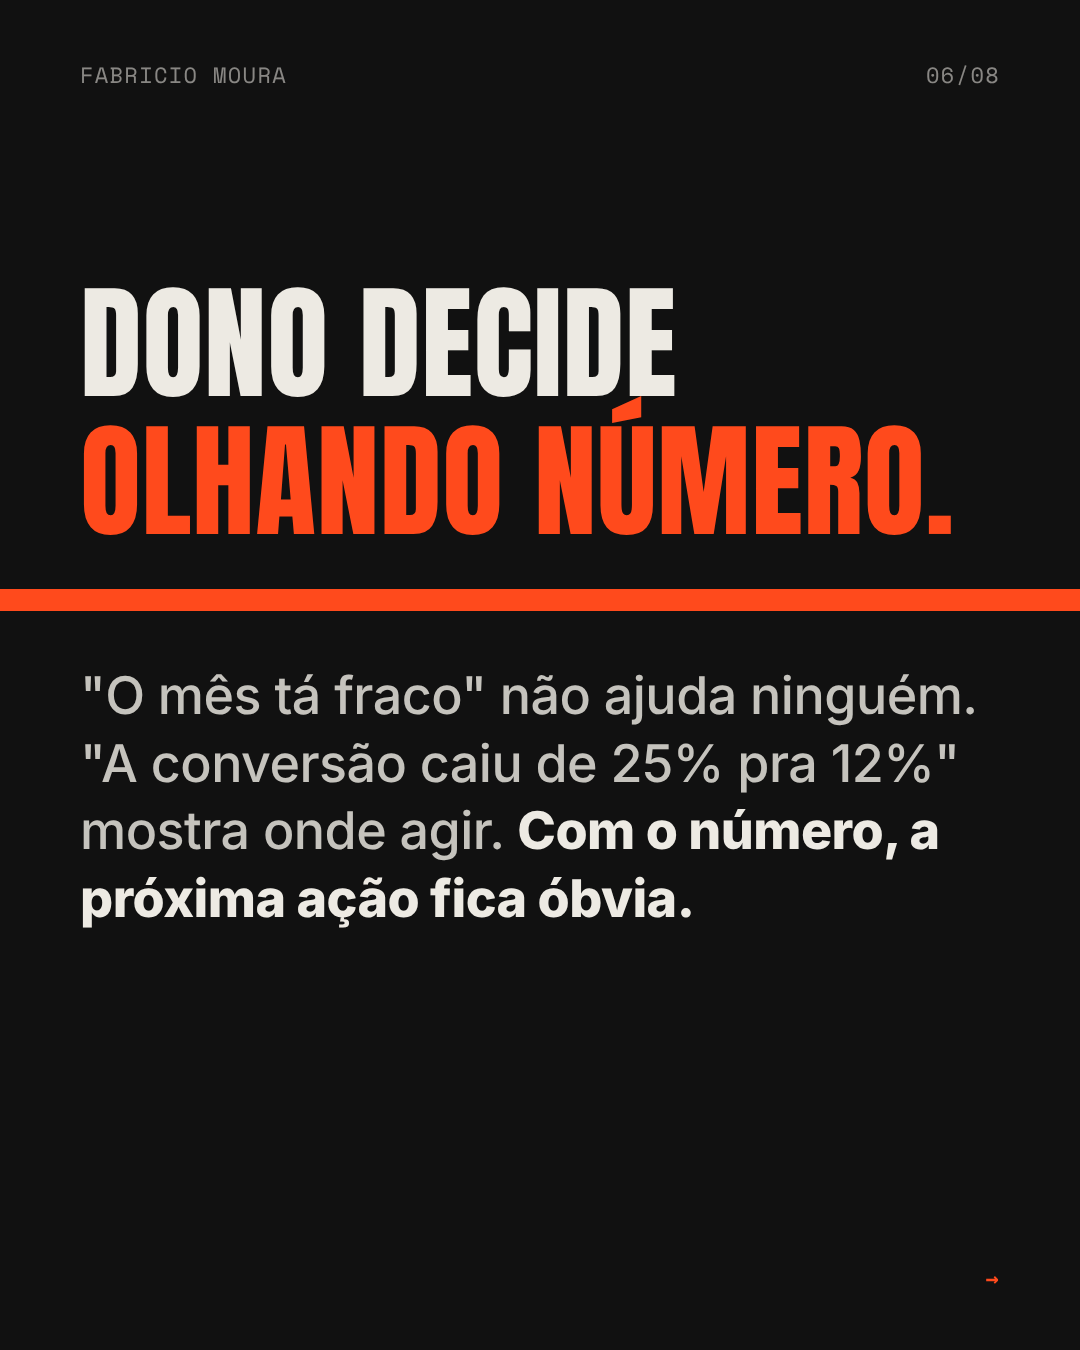 FABRICIO MOURA
06/08
DONO DECIDE
OLHANDO NÚMERO.
"O mês tá fraco" não ajuda ninguém.
"A conversão caiu de 25% pra 12%"
mostra onde agir. Com o número, a
próxima ação fica óbvia.
→